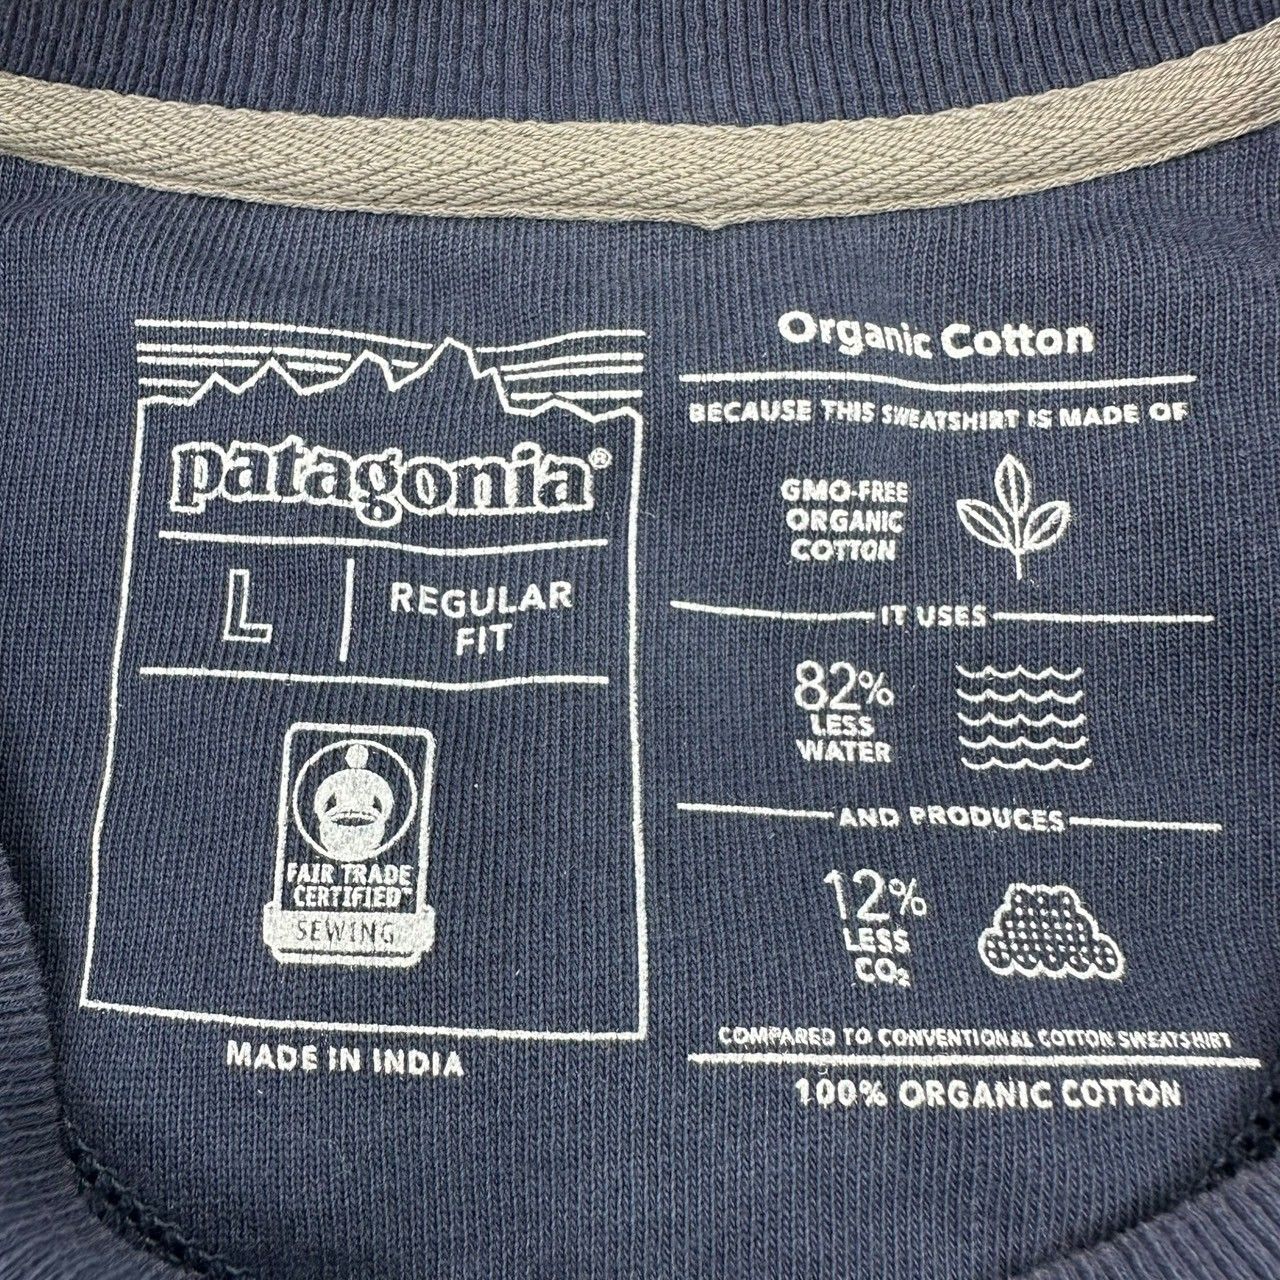 patagonia®
L
REGULAR
FIT
FAIR TRADE
CERTIFIED™
SEWING
MADE IN INDIA
Organic Cotton
BECAUSE THIS SWEATSHIRT IS MADE OF
GMO-FREE
ORGANIC
COTTON
IT USES
82%
LESS
WATER
AND PRODUCES
12%
LESS
CO₂
COMPARED TO CONVENTIONAL COTTON SWEATSHIRT
100% ORGANIC COTTON